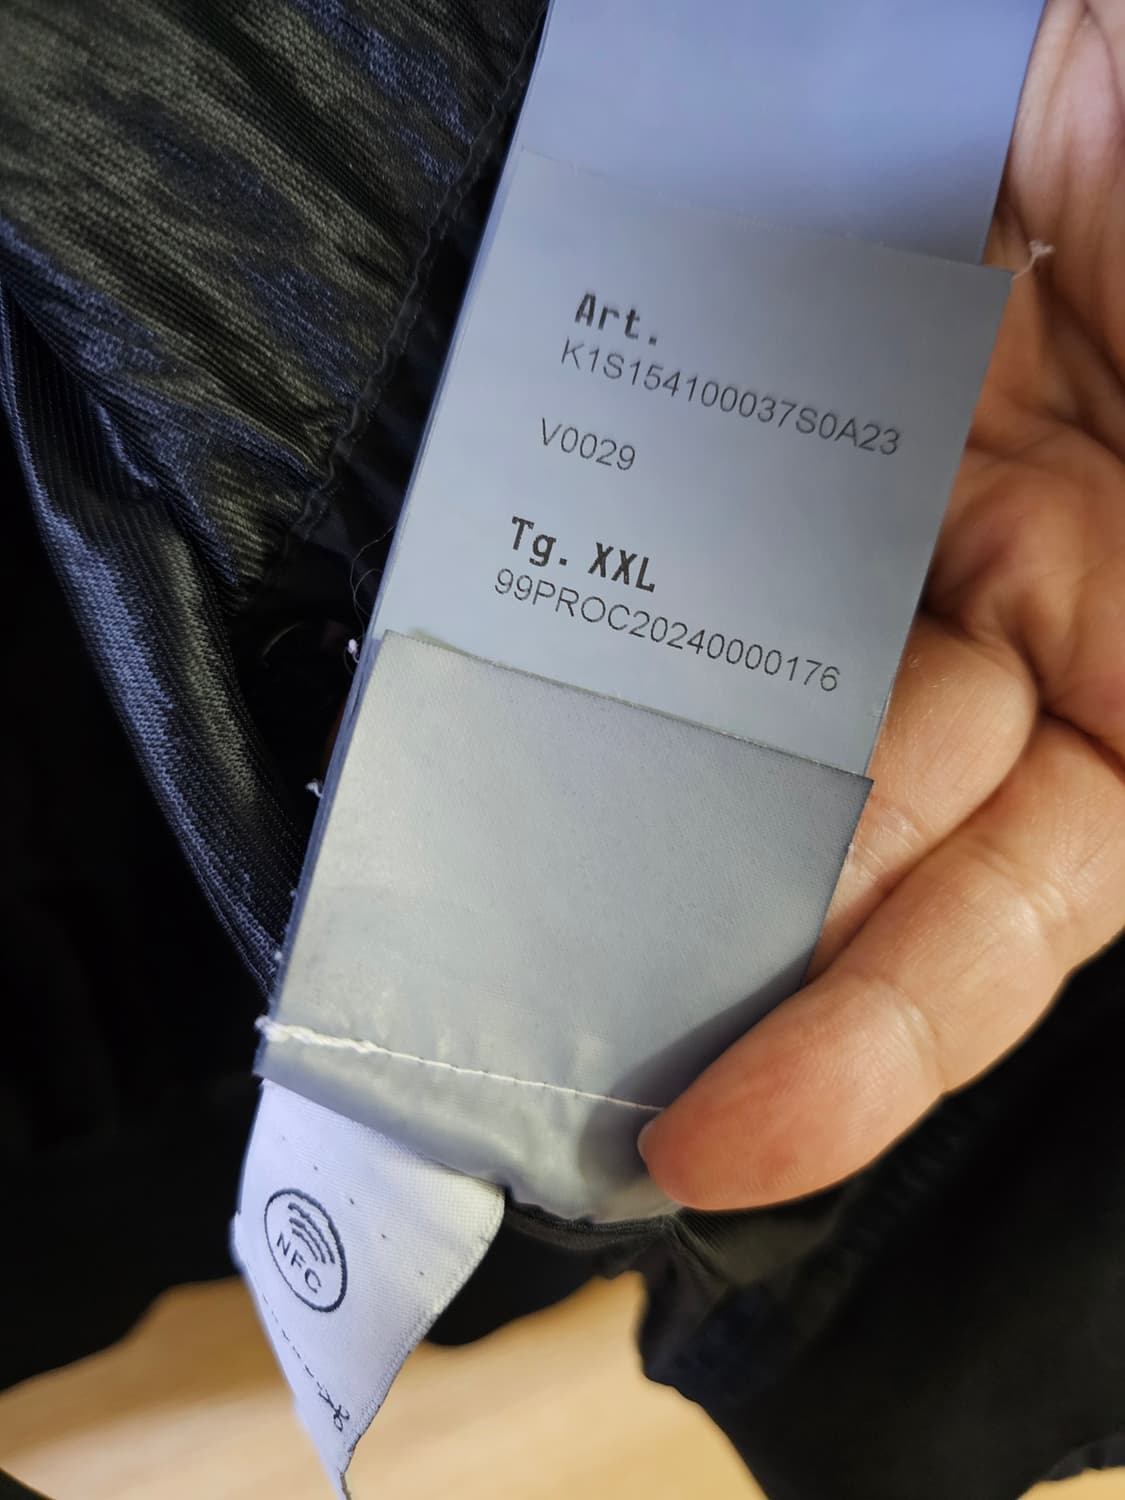 Art.
K1S154100037S0A23
V0029
Tg. XXL
99PROC20240000176
NFC